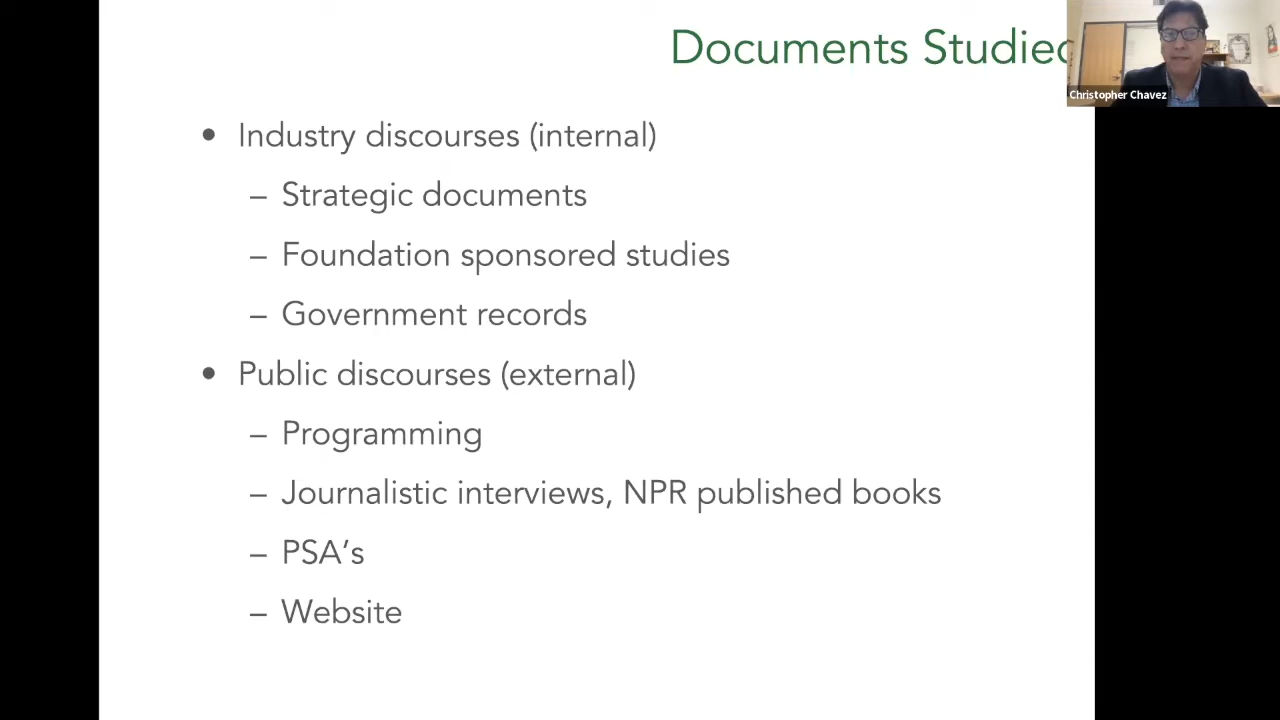 Documents Studied
Christopher Chavez
• Industry discourses (internal)
– Strategic documents
– Foundation sponsored studies
– Government records
• Public discourses (external)
– Programming
– Journalistic interviews, NPR published books
– PSA’s
– Website